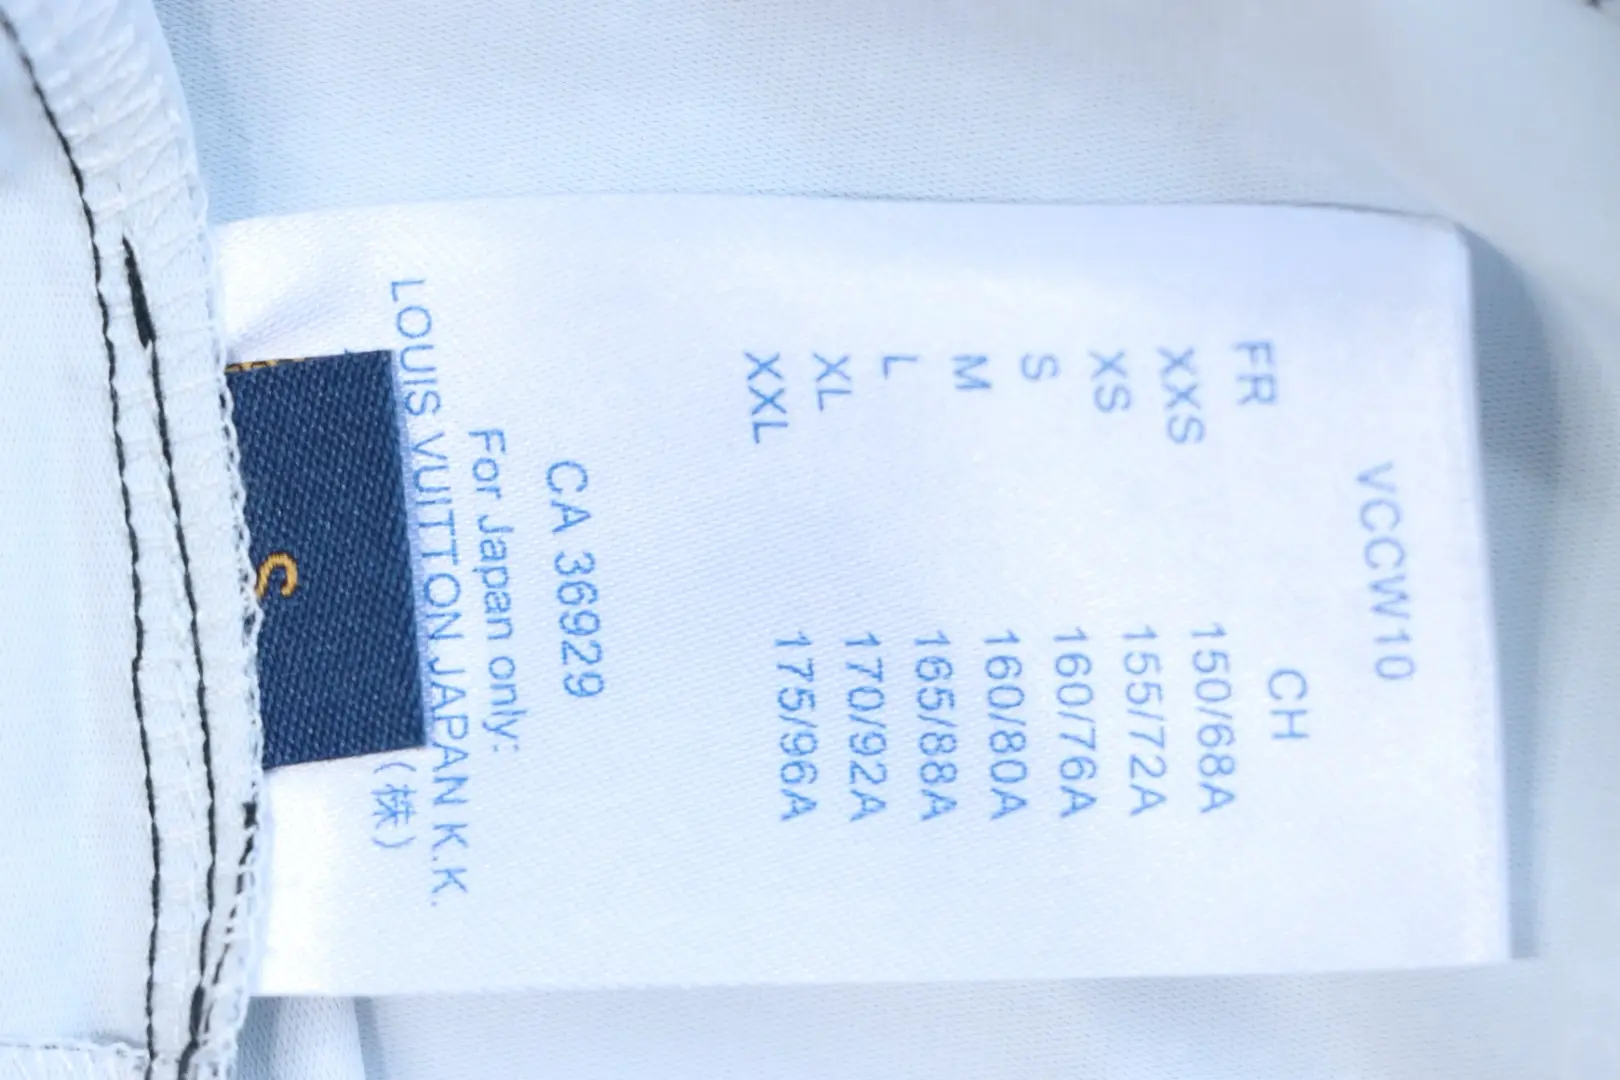 VCCW10
FR CH
XXS 150/68A
XS 155/72A
S 160/76A
M 160/80A
L 165/88A
XL 170/92A
XXL 175/96A
CA 36929
For Japan only:
LOUIS VUITTON JAPAN K.K.
(株)
S